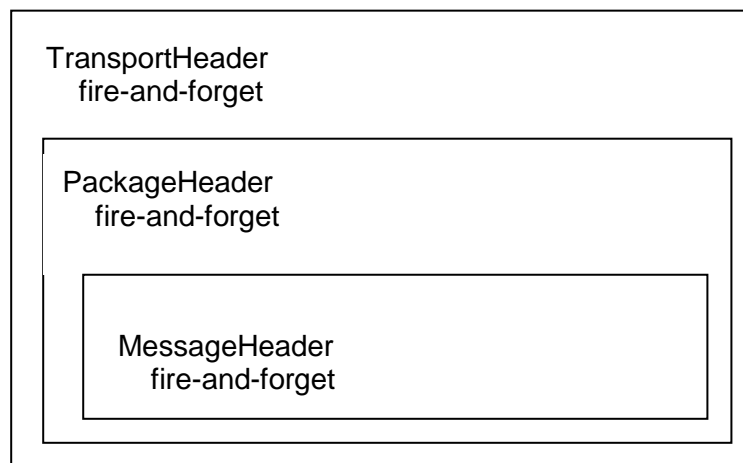 TransportHeader
fire-and-forget
PackageHeader
fire-and-forget
MessageHeader
fire-and-forget